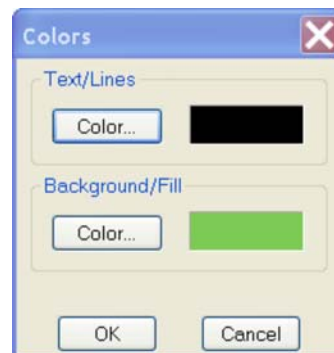 Colors
Text/Lines
Color...
Background/Fill
Color...
OK Cancel